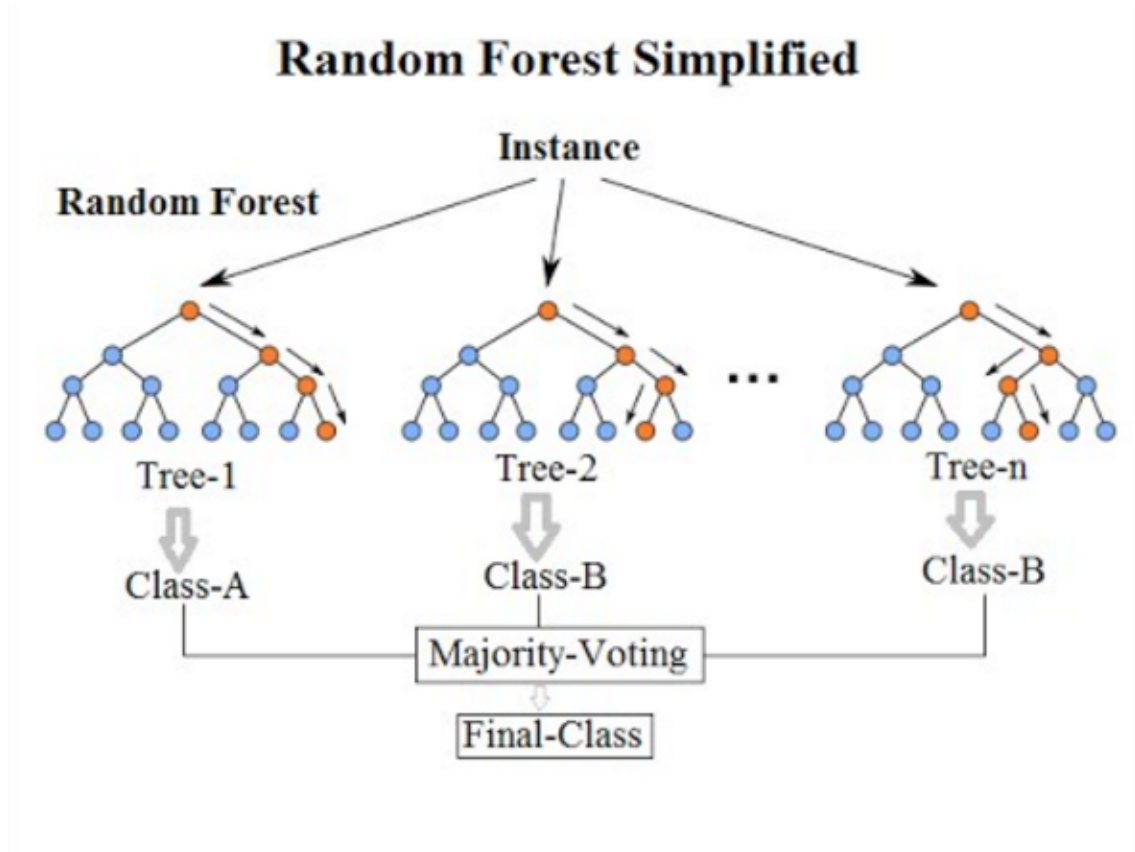 Random Forest Simplified
Instance
Random Forest
...
Tree-1
Tree-2
Tree-n
Class-A
Class-B
Class-B
Majority-Voting
Final-Class